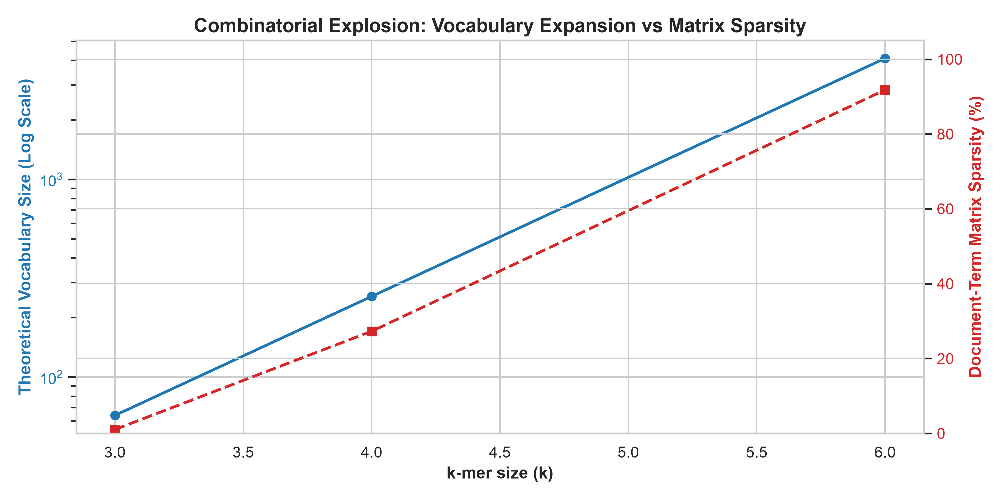 Combinatorial Explosion: Vocabulary Expansion vs Matrix Sparsity
Theoretical Vocabulary Size (Log Scale)
10³
10²
100
80
60
40
20
0
Document-Term Matrix Sparsity (%)
3.0 3.5 4.0 4.5 5.0 5.5 6.0
k-mer size (k)